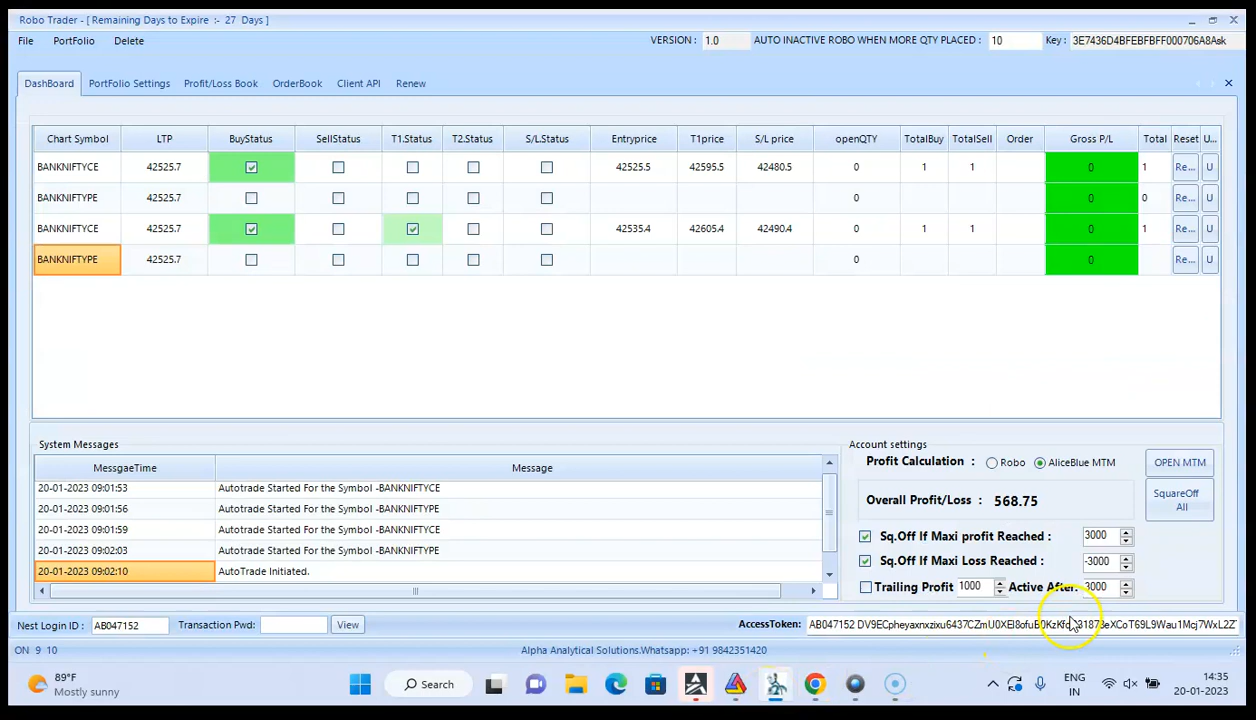 Robo Trader - [ Remaining Days to Expire :- 27 Days ]
File PortFolio Delete VERSION : 1.0 AUTO INACTIVE ROBO WHEN MORE QTY PLACED : 10 Key : 3E7436D4BFEBFBFF000706A8Ask
DashBoard PortFolio Settings Profit/Loss Book OrderBook Client API Renew
Chart Symbol LTP BuyStatus SellStatus T1.Status T2.Status S/L.Status Entryprice T1price S/L price openQTY TotalBuy TotalSell Order Gross P/L Total Reset U...
BANKNIFTYCE 42525.7 42525.5 42595.5 42480.5 0 1 1 0 1 Re... U
BANKNIFTYPE 42525.7 0 0 0 Re... U
BANKNIFTYCE 42525.7 42535.4 42605.4 42490.4 0 1 1 0 1 Re... U
BANKNIFTYPE 42525.7 0 0 Re... U
System Messages
MessgaeTime Message
20-01-2023 09:01:53 Autotrade Started For the Symbol -BANKNIFTYCE
20-01-2023 09:01:56 Autotrade Started For the Symbol -BANKNIFTYPE
20-01-2023 09:01:59 Autotrade Started For the Symbol -BANKNIFTYCE
20-01-2023 09:02:03 Autotrade Started For the Symbol -BANKNIFTYPE
20-01-2023 09:02:10 AutoTrade Initiated.
Account settings
Profit Calculation : Robo AliceBlue MTM OPEN MTM
Overall Profit/Loss : 568.75 SquareOff All
Sq.Off If Maxi profit Reached : 3000
Sq.Off If Maxi Loss Reached : -3000
Trailing Profit 1000 Active After: 3000
Nest Login ID : AB047152 Transaction Pwd: View AccessToken: AB047152
ON 9 10 Alpha Analytical Solutions.Whatsapp : +91 9842351420
89°F Search ENG 14:35
Mostly sunny IN 20-01-2023